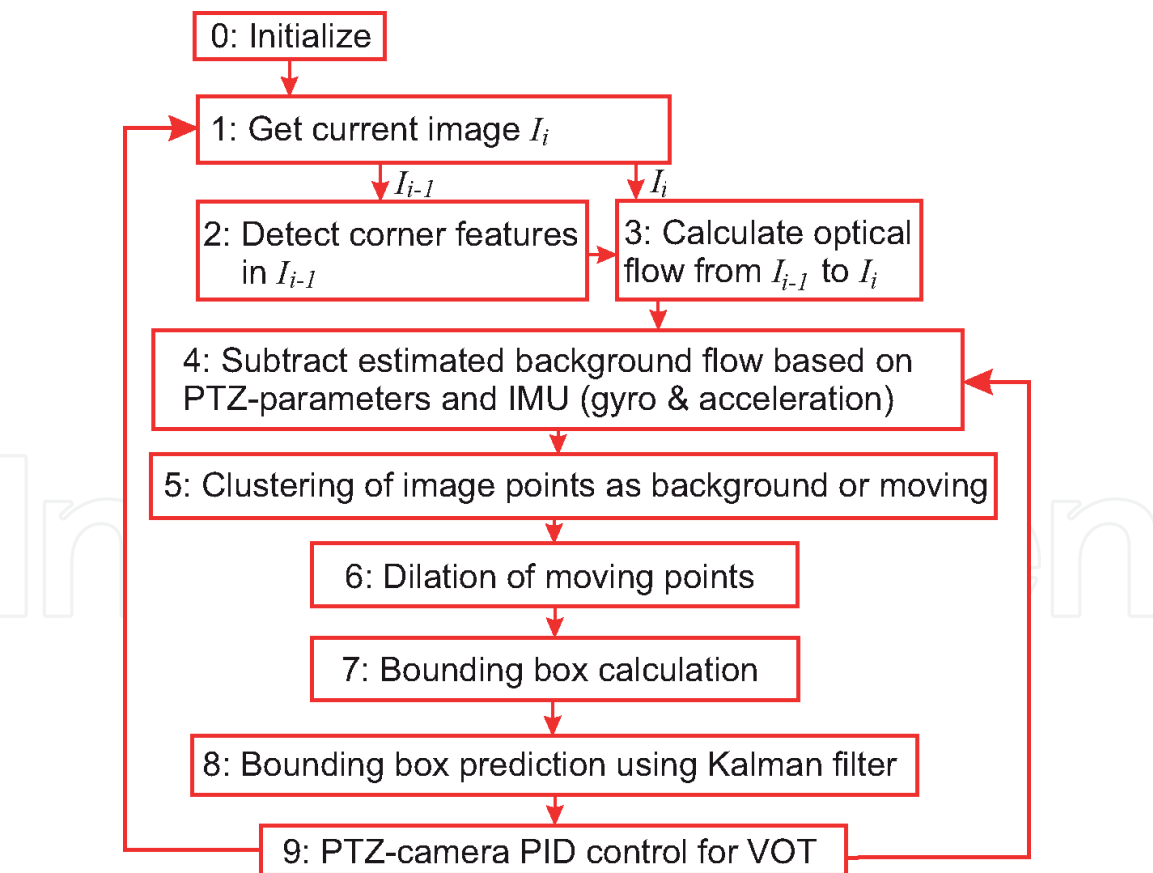 0: Initialize
1: Get current image Ii
Ii-1
Ii
2: Detect corner features
in Ii-1
3: Calculate optical
flow from Ii-1 to Ii
4: Subtract estimated background flow based on
PTZ-parameters and IMU (gyro & acceleration)
5: Clustering of image points as background or moving
6: Dilation of moving points
7: Bounding box calculation
8: Bounding box prediction using Kalman filter
9: PTZ-camera PID control for VOT